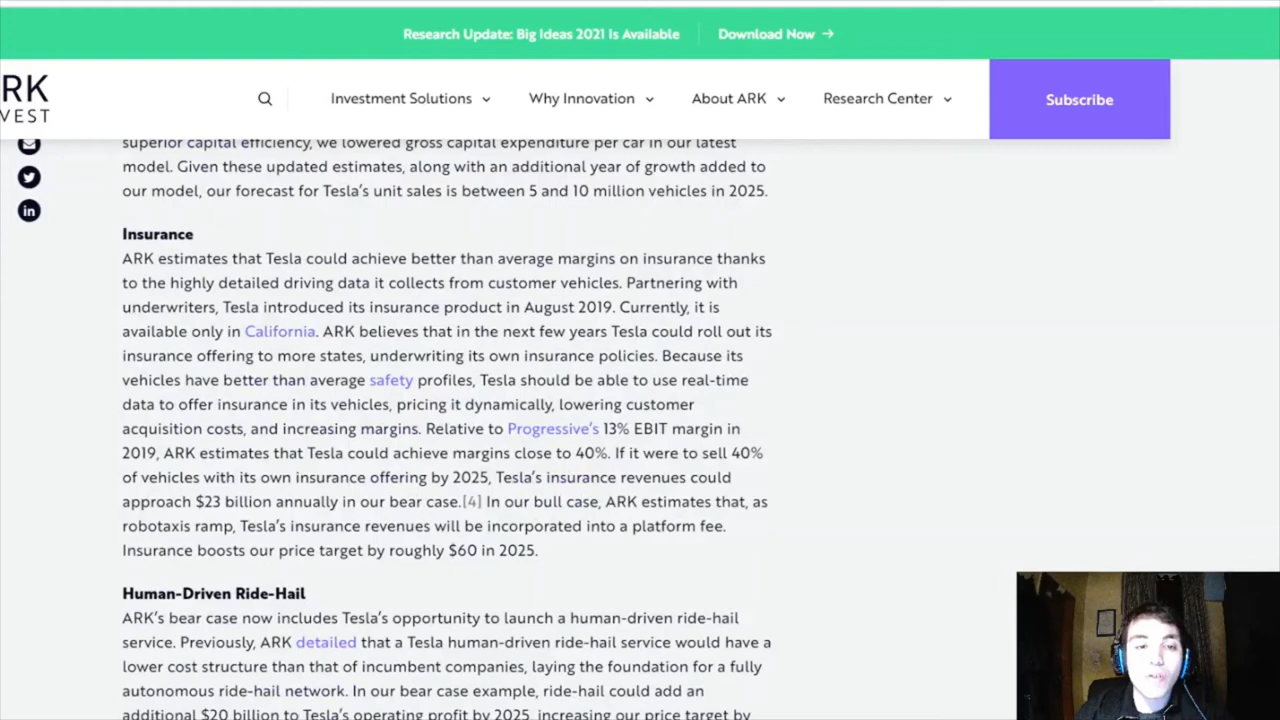 Research Update: Big Ideas 2021 Is Available
Download Now →
RK
VEST
Investment Solutions
Why Innovation
About ARK
Research Center
Subscribe
superior capital efficiency, we lowered gross capital expenditure per car in our latest
model. Given these updated estimates, along with an additional year of growth added to
our model, our forecast for Tesla's unit sales is between 5 and 10 million vehicles in 2025.
Insurance
ARK estimates that Tesla could achieve better than average margins on insurance thanks
to the highly detailed driving data it collects from customer vehicles. Partnering with
underwriters, Tesla introduced its insurance product in August 2019. Currently, it is
available only in California. ARK believes that in the next few years Tesla could roll out its
insurance offering to more states, underwriting its own insurance policies. Because its
vehicles have better than average safety profiles, Tesla should be able to use real-time
data to offer insurance in its vehicles, pricing it dynamically, lowering customer
acquisition costs, and increasing margins. Relative to Progressive's 13% EBIT margin in
2019, ARK estimates that Tesla could achieve margins close to 40%. If it were to sell 40%
of vehicles with its own insurance offering by 2025, Tesla's insurance revenues could
approach $23 billion annually in our bear case.[4] In our bull case, ARK estimates that, as
robotaxis ramp, Tesla's insurance revenues will be incorporated into a platform fee.
Insurance boosts our price target by roughly $60 in 2025.
Human-Driven Ride-Hail
ARK's bear case now includes Tesla's opportunity to launch a human-driven ride-hail
service. Previously, ARK detailed that a Tesla human-driven ride-hail service would have a
lower cost structure than that of incumbent companies, laying the foundation for a fully
autonomous ride-hail network. In our bear case example, ride-hail could add an
additional $20 billion to Tesla's operating profit by 2025, increasing our price target by